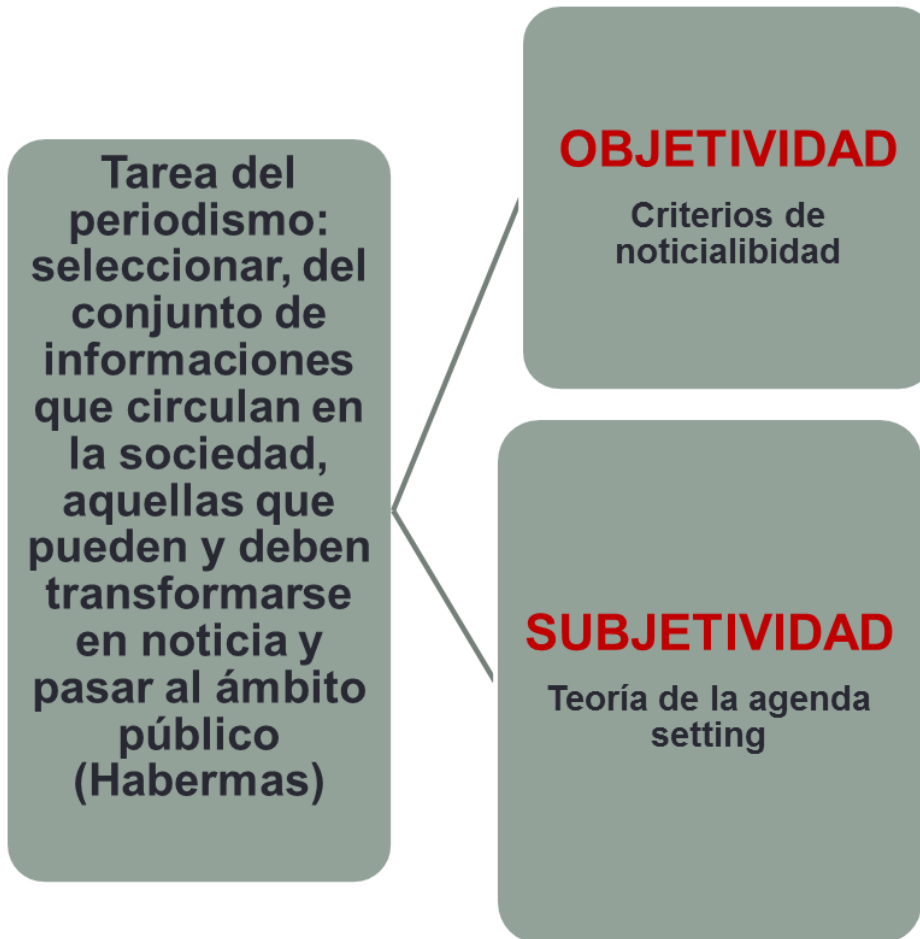 Tarea del
periodismo:
seleccionar, del
conjunto de
informaciones
que circulan en
la sociedad,
aquellas que
pueden y deben
transformarse
en noticia y
pasar al ámbito
público
(Habermas)
OBJETIVIDAD
Criterios de
noticialibidad
SUBJETIVIDAD
Teoría de la agenda
setting